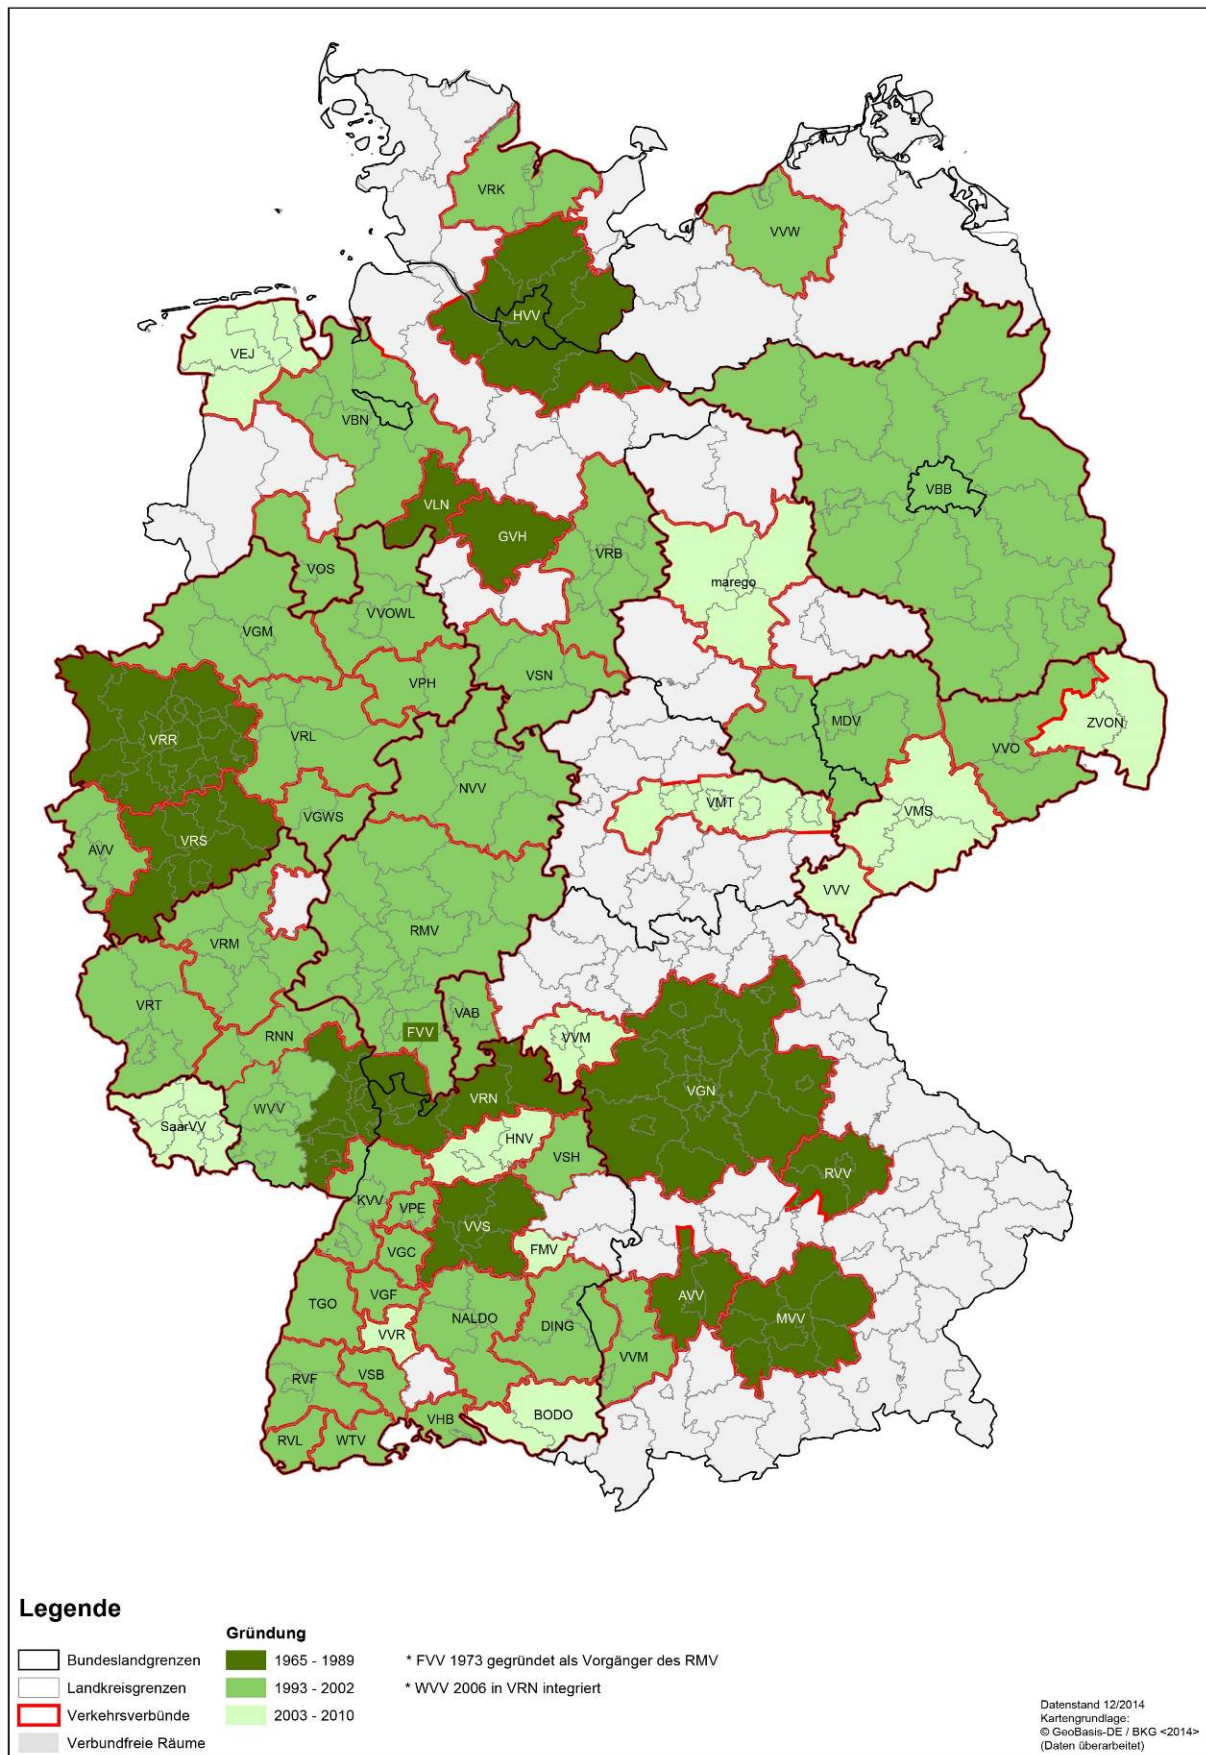 VRK
VVW
HVV
VEJ
VBN
VBB
VLN
GVH
VRB
VOS
marego
VVOWL
VGM
VPH
VSN
MDV
ZVON
VRR
VRL
VVO
NVV
VMT
VGWS
VMS
VRS
AVV
VVV
RMV
VRM
VRT
VAB
FVV
RNN
VVM
VGN
VRN
WVV
SaarVV
HNV
VSH
RVV
KVV
VPE
VVS
VGC
FMV
VGF
TGO
AVV
NALDO
MVV
DING
VVR
VVM
VSB
RVF
BODO
VHB
RVL
WTV
Legende
Gründung
Bundeslandgrenzen
1965 - 1989
* FVV 1973 gegründet als Vorgänger des RMV
Landkreisgrenzen
1993 - 2002
* WVV 2006 in VRN integriert
Verkehrsverbünde
2003 - 2010
Verbundfreie Räume
Datenstand 12/2014
Kartengrundlage:
© GeoBasis-DE / BKG <2014>
(Daten überarbeitet)